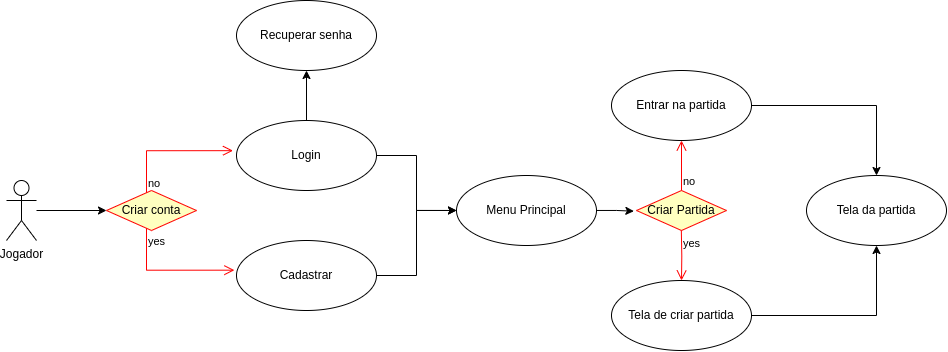 Recuperar senha
Entrar na partida
Login
no
no
Criar conta
Menu Principal
Criar Partida
Tela da partida
Jogador
yes
yes
Cadastrar
Tela de criar partida